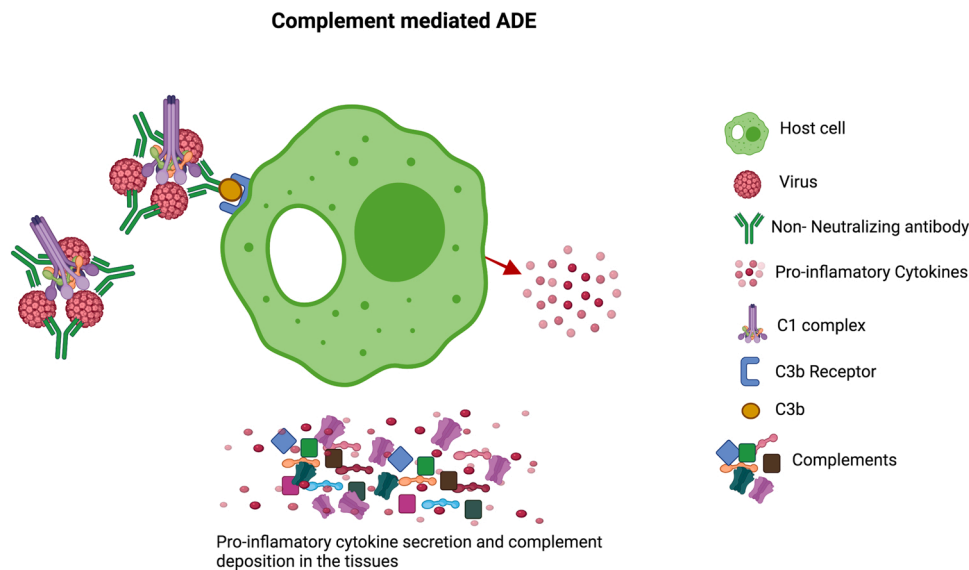 Complement mediated ADE
Host cell
Virus
Non- Neutralizing antibody
Pro-inflamatory Cytokines
C1 complex
C3b Receptor
C3b
Complements
Pro-inflamatory cytokine secretion and complement
deposition in the tissues